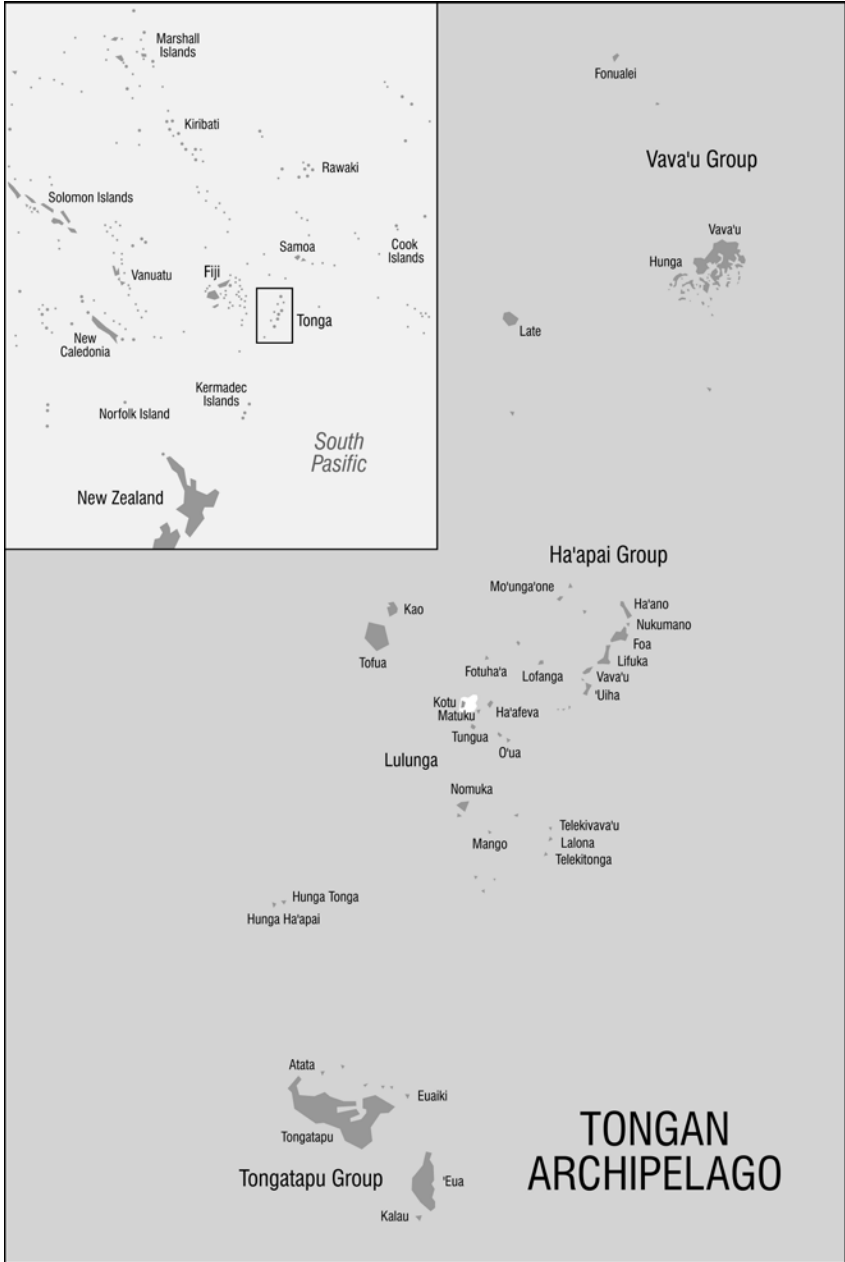 Marshall
Islands
Kiribati
Rawaki
Solomon Islands
Samoa
Cook
Islands
Fiji
Vanuatu
Tonga
New
Caledonia
Kermadec
Islands
Norfolk Island
South
Pasific
New Zealand
Fonualei
Vava'u Group
Vava'u
Hunga
Late
Ha'apai Group
Mo'unga'one
Kao
Ha'ano
Nukumano
Foa
Tofua
Lifuka
Fotuha'a
Lofanga
Vava'u
'Uiha
Kotu
Matuku
Ha'afeva
Tungua
O'ua
Lulunga
Nomuka
Telekivava'u
Mango
Lalona
Telekitonga
Hunga Tonga
Hunga Ha'apai
Atata
Euaiki
Tongatapu
TONGAN
ARCHIPELAGO
Tongatapu Group
'Eua
Kalau